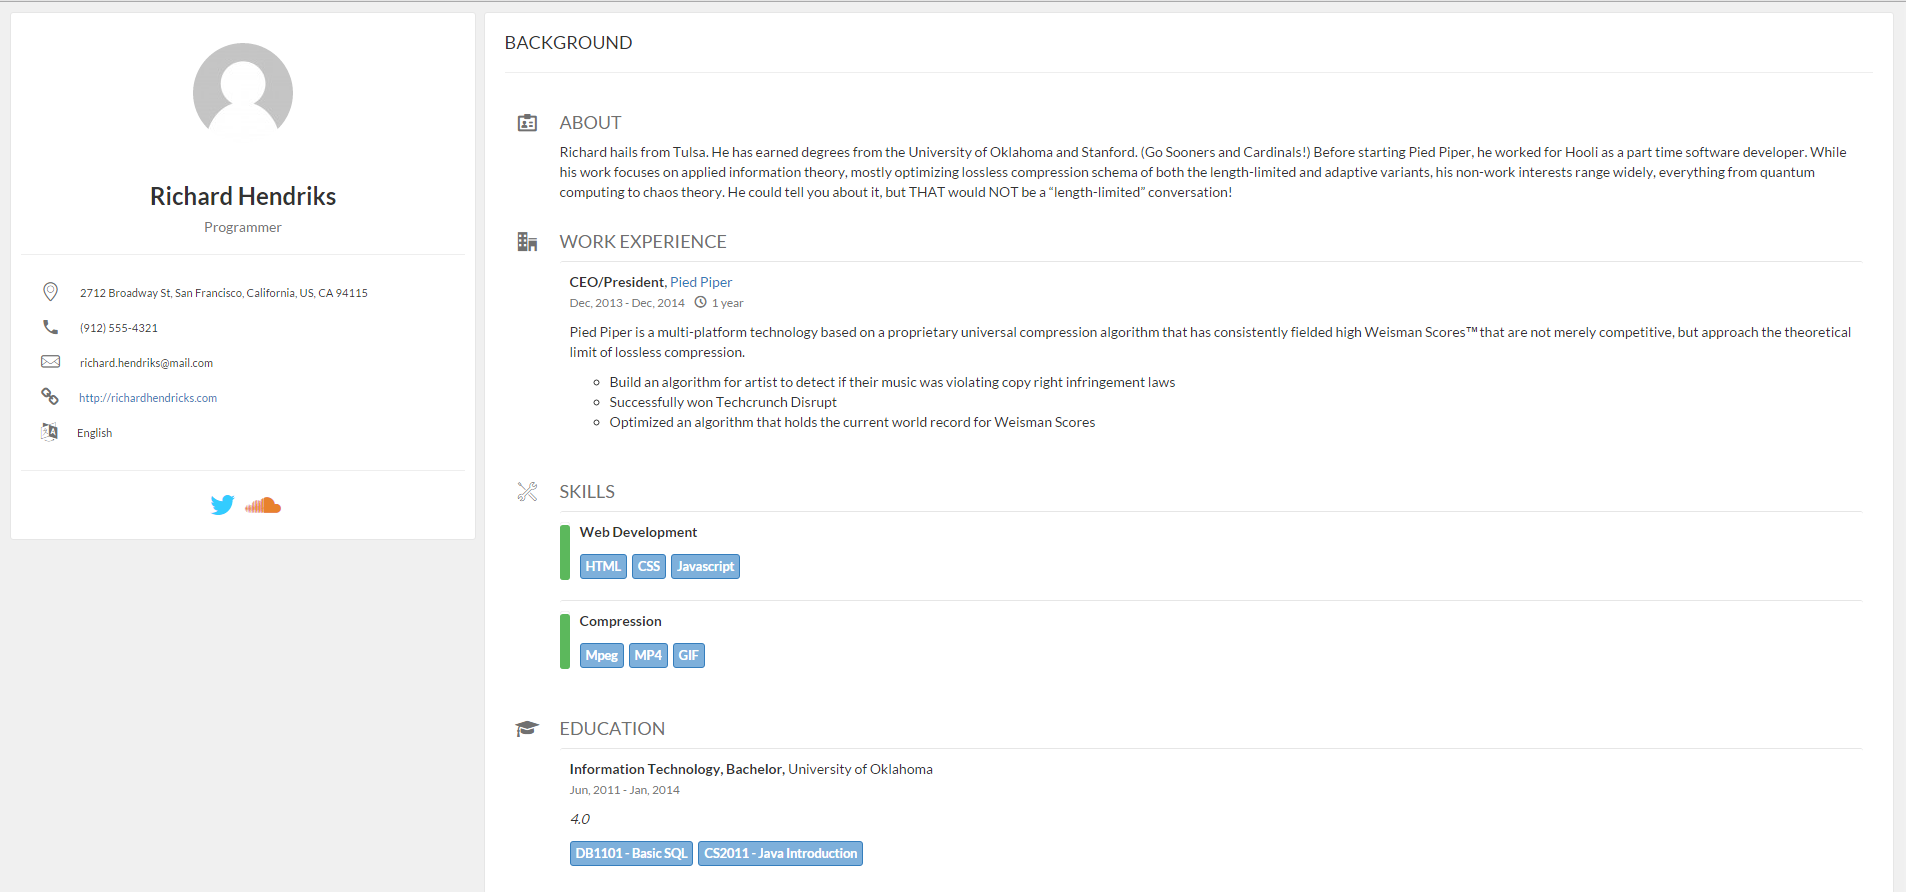 Richard Hendriks
Programmer
2712 Broadway St, San Francisco, California, US, CA 94115
(912) 555-4321
richard.hendriks@mail.com
http://richardhendricks.com
English
BACKGROUND
ABOUT
Richard hails from Tulsa. He has earned degrees from the University of Oklahoma and Stanford. (Go Sooners and Cardinals!) Before starting Pied Piper, he worked for Hooli as a part time software developer. While
his work focuses on applied information theory, mostly optimizing lossless compression schema of both the length-limited and adaptive variants, his non-work interests range widely, everything from quantum
computing to chaos theory. He could tell you about it, but THAT would NOT be a “length-limited” conversation!
WORK EXPERIENCE
CEO/President, Pied Piper
Dec, 2013 - Dec, 2014 1 year
Pied Piper is a multi-platform technology based on a proprietary universal compression algorithm that has consistently fielded high Weisman Scores™ that are not merely competitive, but approach the theoretical
limit of lossless compression.
Build an algorithm for artist to detect if their music was violating copy right infringement laws
Successfully won Techcrunch Disrupt
Optimized an algorithm that holds the current world record for Weisman Scores
SKILLS
Web Development
HTML CSS Javascript
Compression
Mpeg MP4 GIF
EDUCATION
Information Technology, Bachelor, University of Oklahoma
Jun, 2011 - Jan, 2014
4.0
DB1101 - Basic SQL CS2011 - Java Introduction